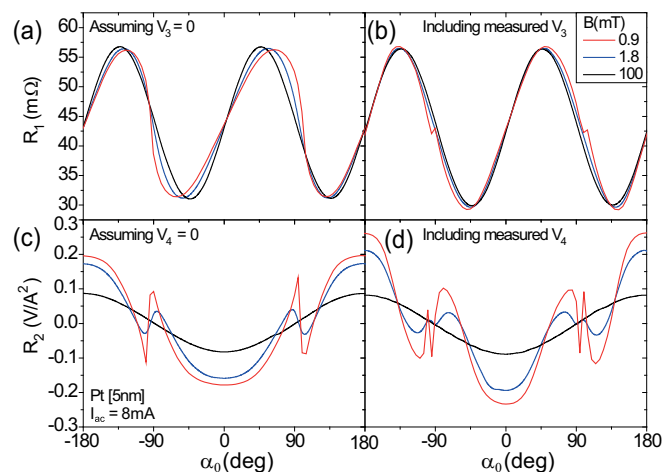 (a) Assuming V₃ = 0
(b) Including measured V₃
B(mT)
0.9
1.8
100
R₁ (mΩ)
60
55
50
45
40
35
30
(c) Assuming V₄ = 0
(d) Including measured V₄
R₂ (V/A²)
0.3
0.2
0.1
0.0
-0.1
-0.2
-0.3
Pt [5nm]
I_ac = 8mA
-180 -90 0 90 180 -90 0 90 180
α₀(deg) α₀(deg)